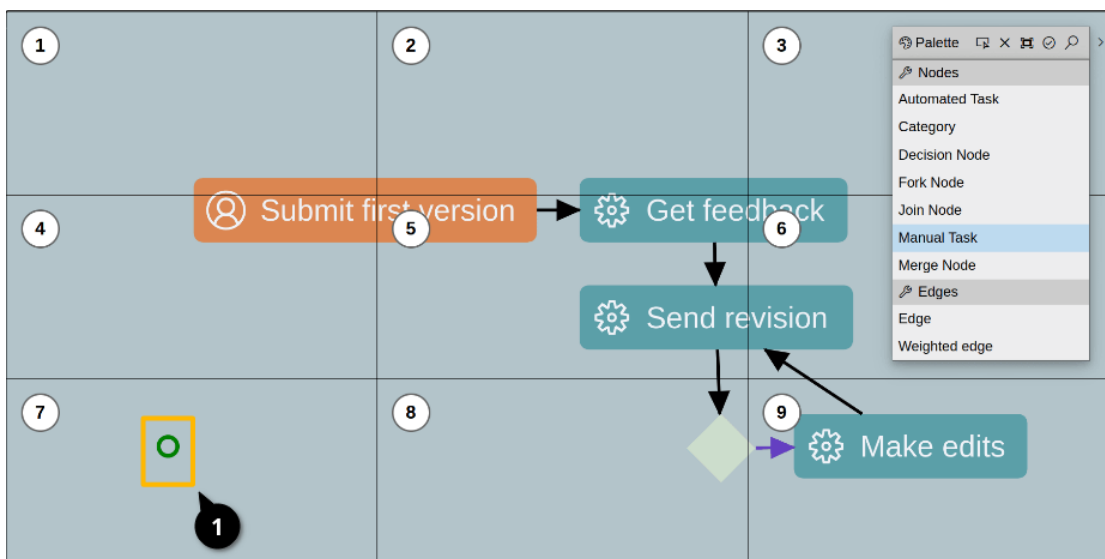 1
2
3
Palette
Nodes
Automated Task
Category
Decision Node
Fork Node
Join Node
Manual Task
Merge Node
Edges
Edge
Weighted edge
4
Submit first version
5
Get feedback
6
Send revision
7
8
9
Make edits
1